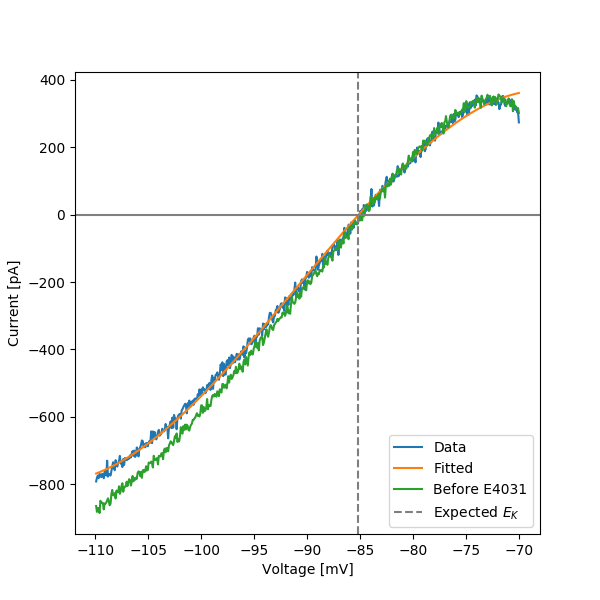 400
200
0
−200
−400
−600
−800
Current [pA]
−110 −105 −100 −95 −90 −85 −80 −75 −70
Voltage [mV]
Data
Fitted
Before E4031
Expected E_K